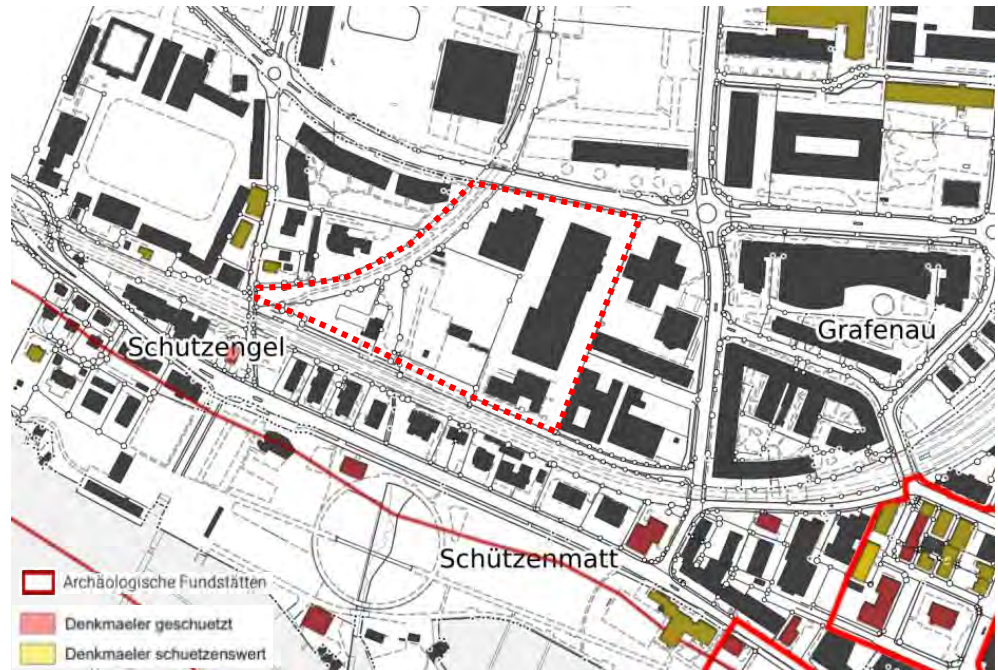 Grafenau
Schutzengel
Schützenmatt
Archäologische Fundstätten
Denkmaeler geschuetzt
Denkmaeler schuetzenswert